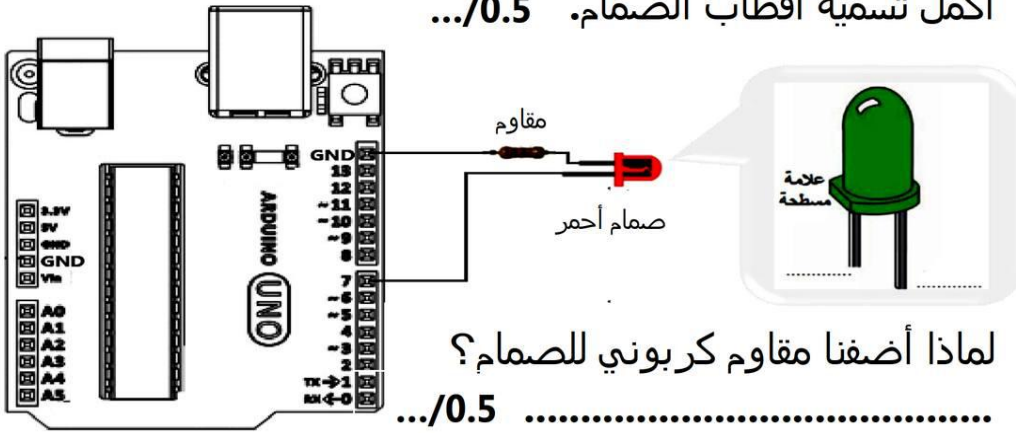 أكمل تسمية أقطاب الصمام. 0.5/...
مقاوم
صمام أحمر
علامة
مسطحة
................
................
GND
13
12
~11
~10
~9
8
7
~6
~5
4
~3
2
TX→1
RX←0
ARDUINO
UNO
3.3V
5V
GND
GND
Vin
A0
A1
A2
A3
A4
A5
لماذا أضفنا مقاوم كربوني للصمام؟
.......................................... 0.5/...